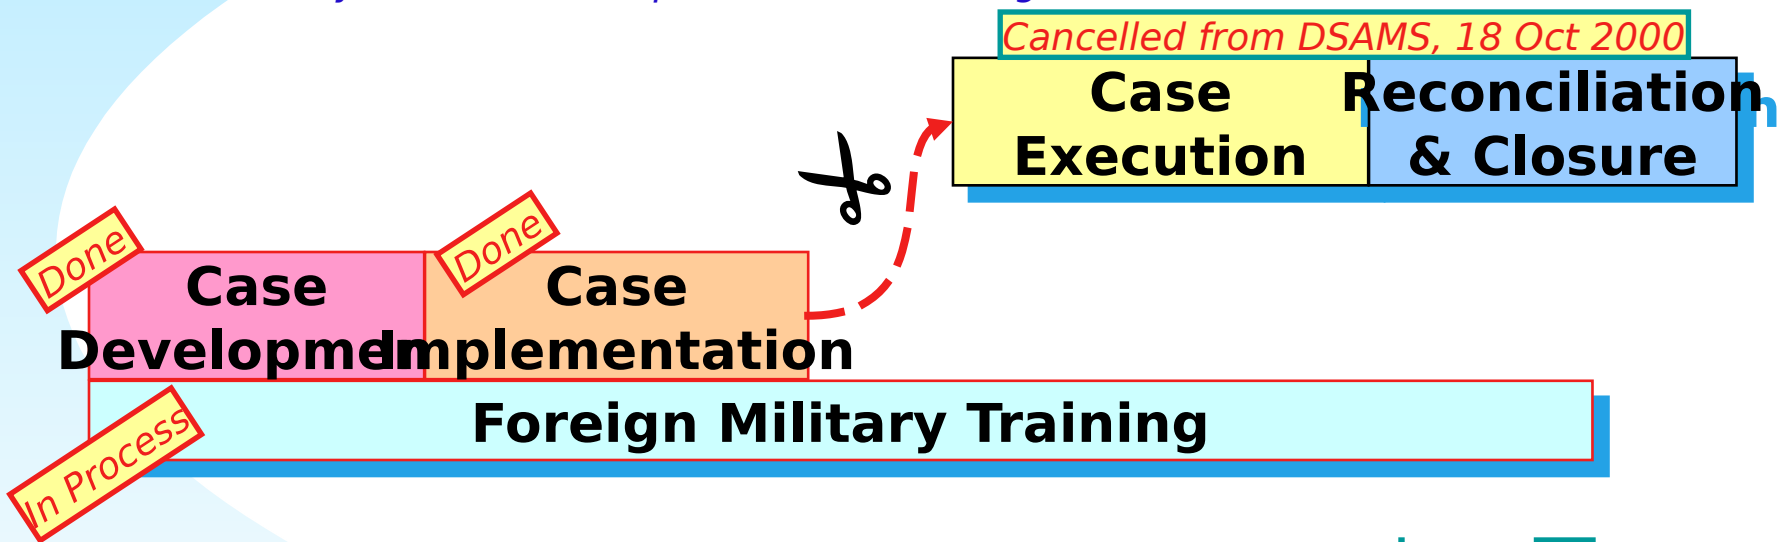 Cancelled from DSAMS, 18 Oct 2000
Case
Execution
Reconciliation
& Closure
Done
Case
Done
Case
Implementation
In Process
Foreign Military Training